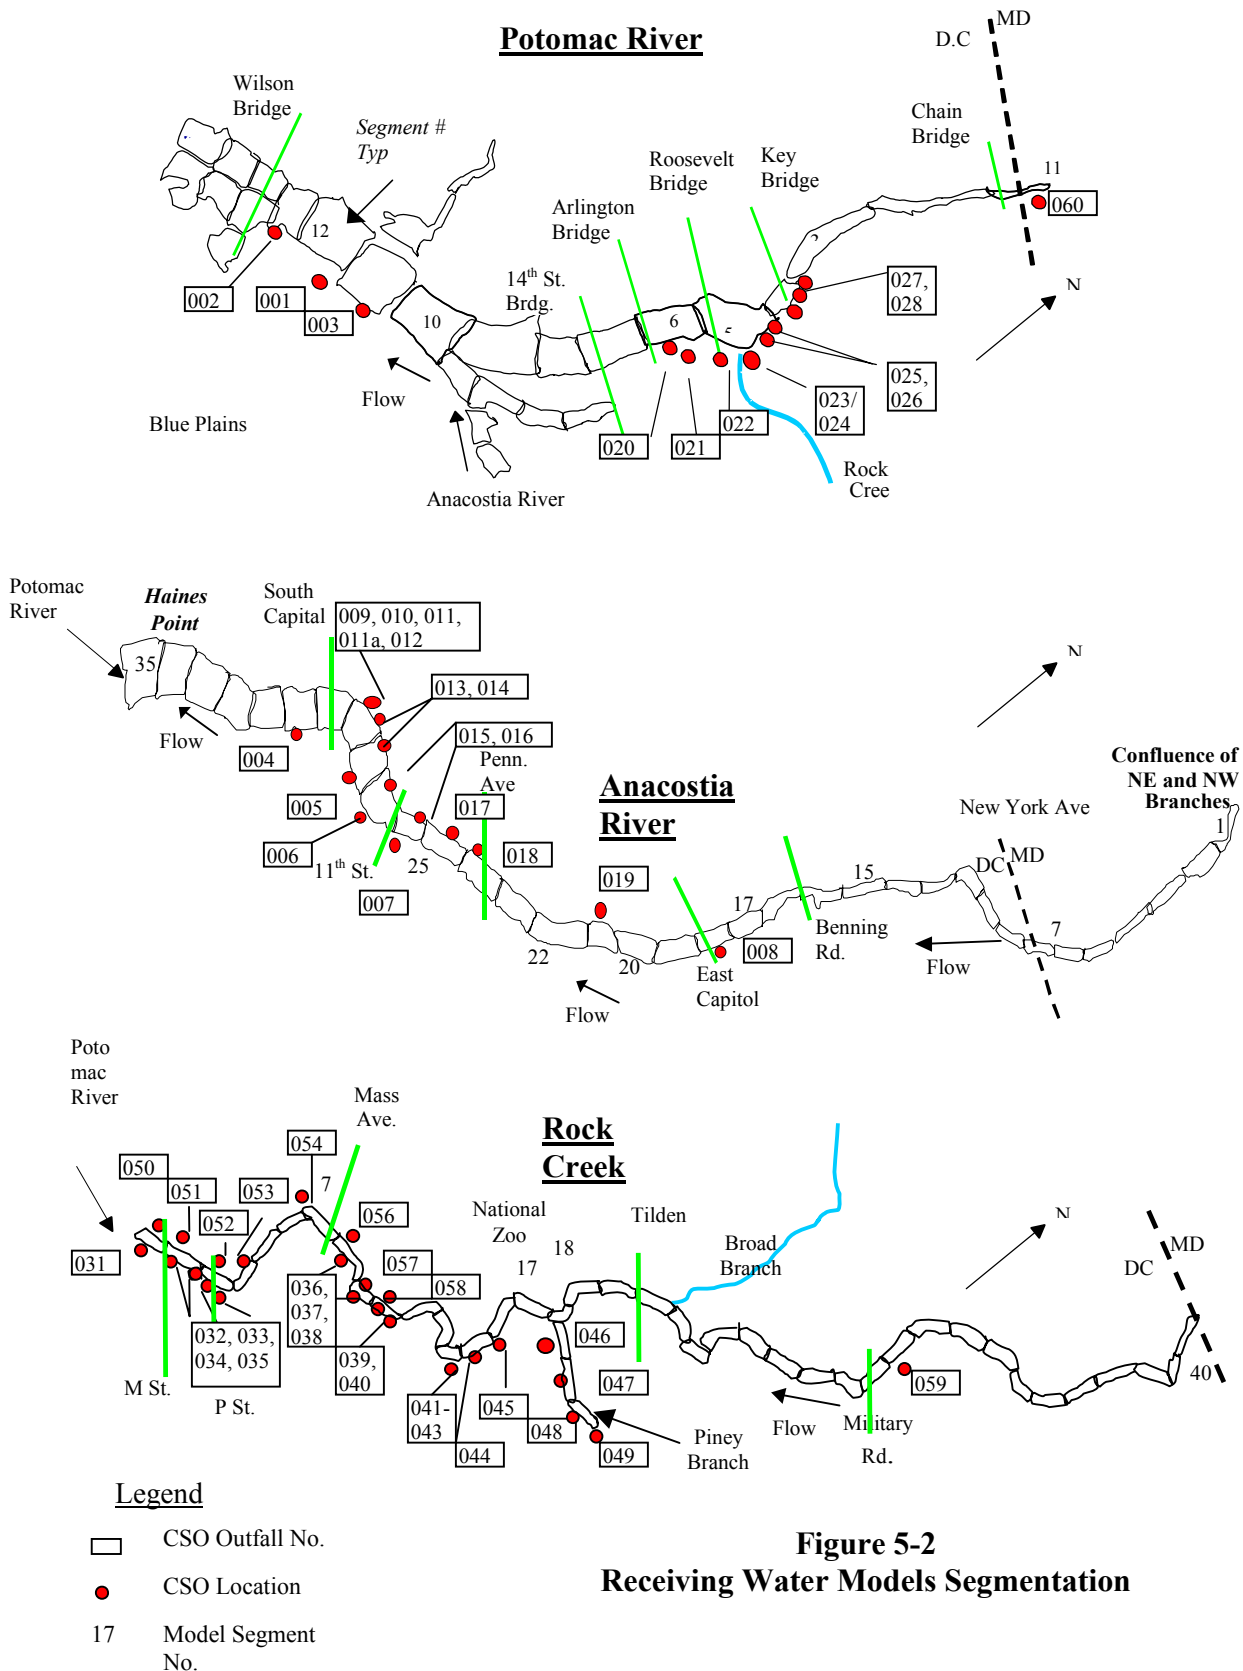 Potomac River
D.C
MD
Wilson
Bridge
Segment #
Typ
Chain
Bridge
Roosevelt
Bridge
Key
Bridge
Arlington
Bridge
14th St.
Brdg.
11
060
12
002
001
003
10
6
5
027,
028
N
025,
026
023/
024
022
021
020
Flow
Blue Plains
Anacostia River
Rock
Cree
Potomac
River
Haines
Point
South
Capital
009, 010, 011,
011a, 012
35
013, 014
Flow
004
015, 016
Penn.
Ave
005
017
006
11th St.
25
018
007
Anacostia
River
019
22
20
17
008
East
Capitol
Benning
Rd.
15
New York Ave
DC
MD
7
Flow
Flow
N
Confluence of
NE and NW
Branches
1
Poto
mac
River
Mass
Ave.
Rock
Creek
054
050
051
053
7
052
056
National
Zoo
17
18
Tilden
Broad
Branch
N
MD
DC
031
057
058
036,
037,
038
032, 033,
034, 035
039,
040
046
047
059
40
M St.
P St.
041-
043
044
045
048
049
Piney
Branch
Flow
Military
Rd.
Legend
CSO Outfall No.
CSO Location
17 Model Segment
No.
Figure 5-2
Receiving Water Models Segmentation